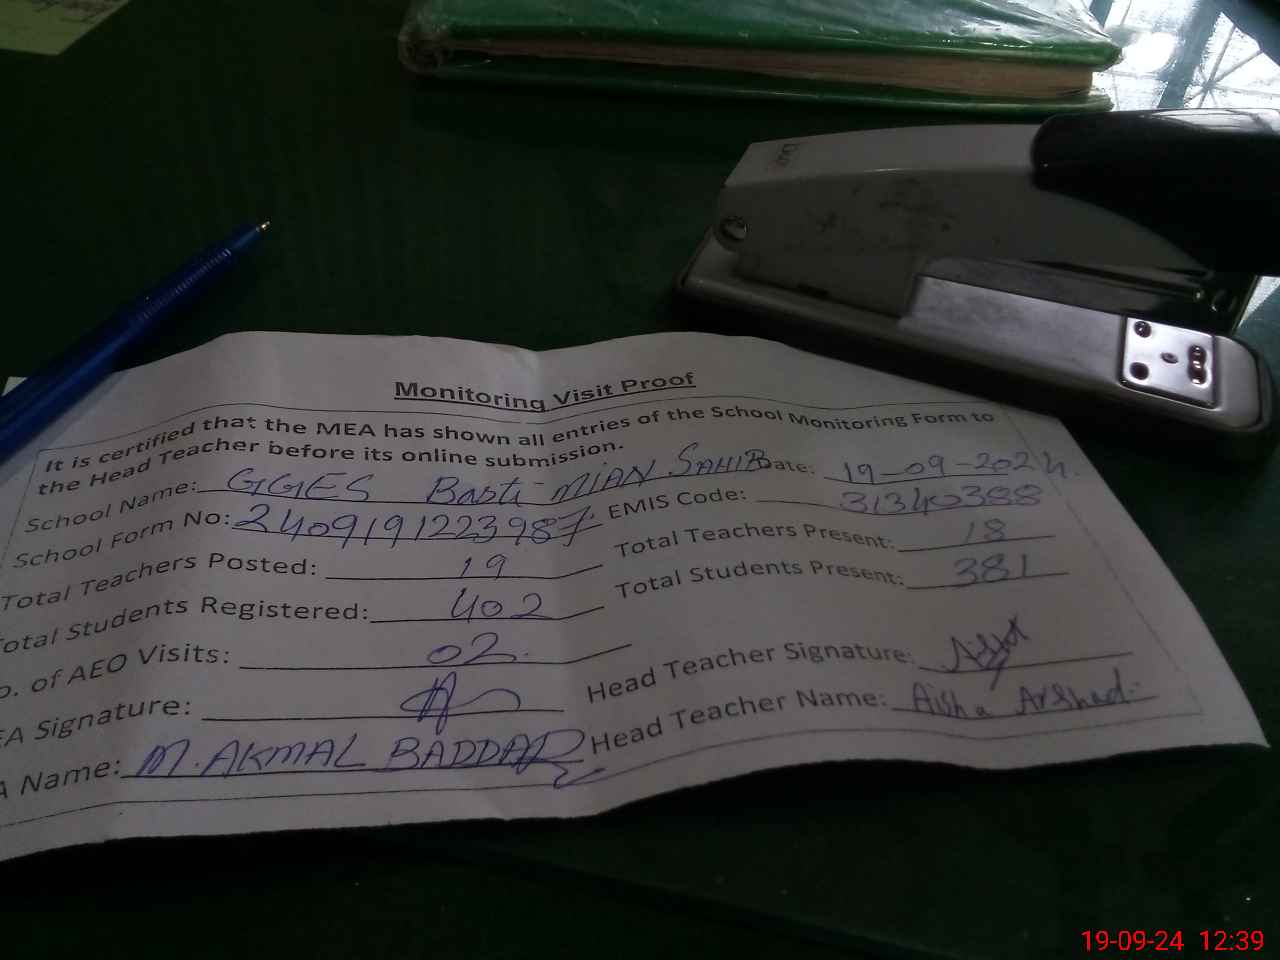 Monitoring Visit Proof
It is certified that the MEA has shown all entries of the School Monitoring Form to
the Head Teacher before its online submission.
School Name: GGES Basti MIAN SAHIB Date: 19-09-2024.
School Form No: 2409191223987 EMIS Code: 31340388
Total Teachers Posted: 19 Total Teachers Present: 18
Total Students Registered: 402 Total Students Present: 381
o. of AEO Visits: 02.
EA Signature: Head Teacher Signature:
A Name: M. AKMAL BADDAR Head Teacher Name: Aisha Arshad
19-09-24 12:39